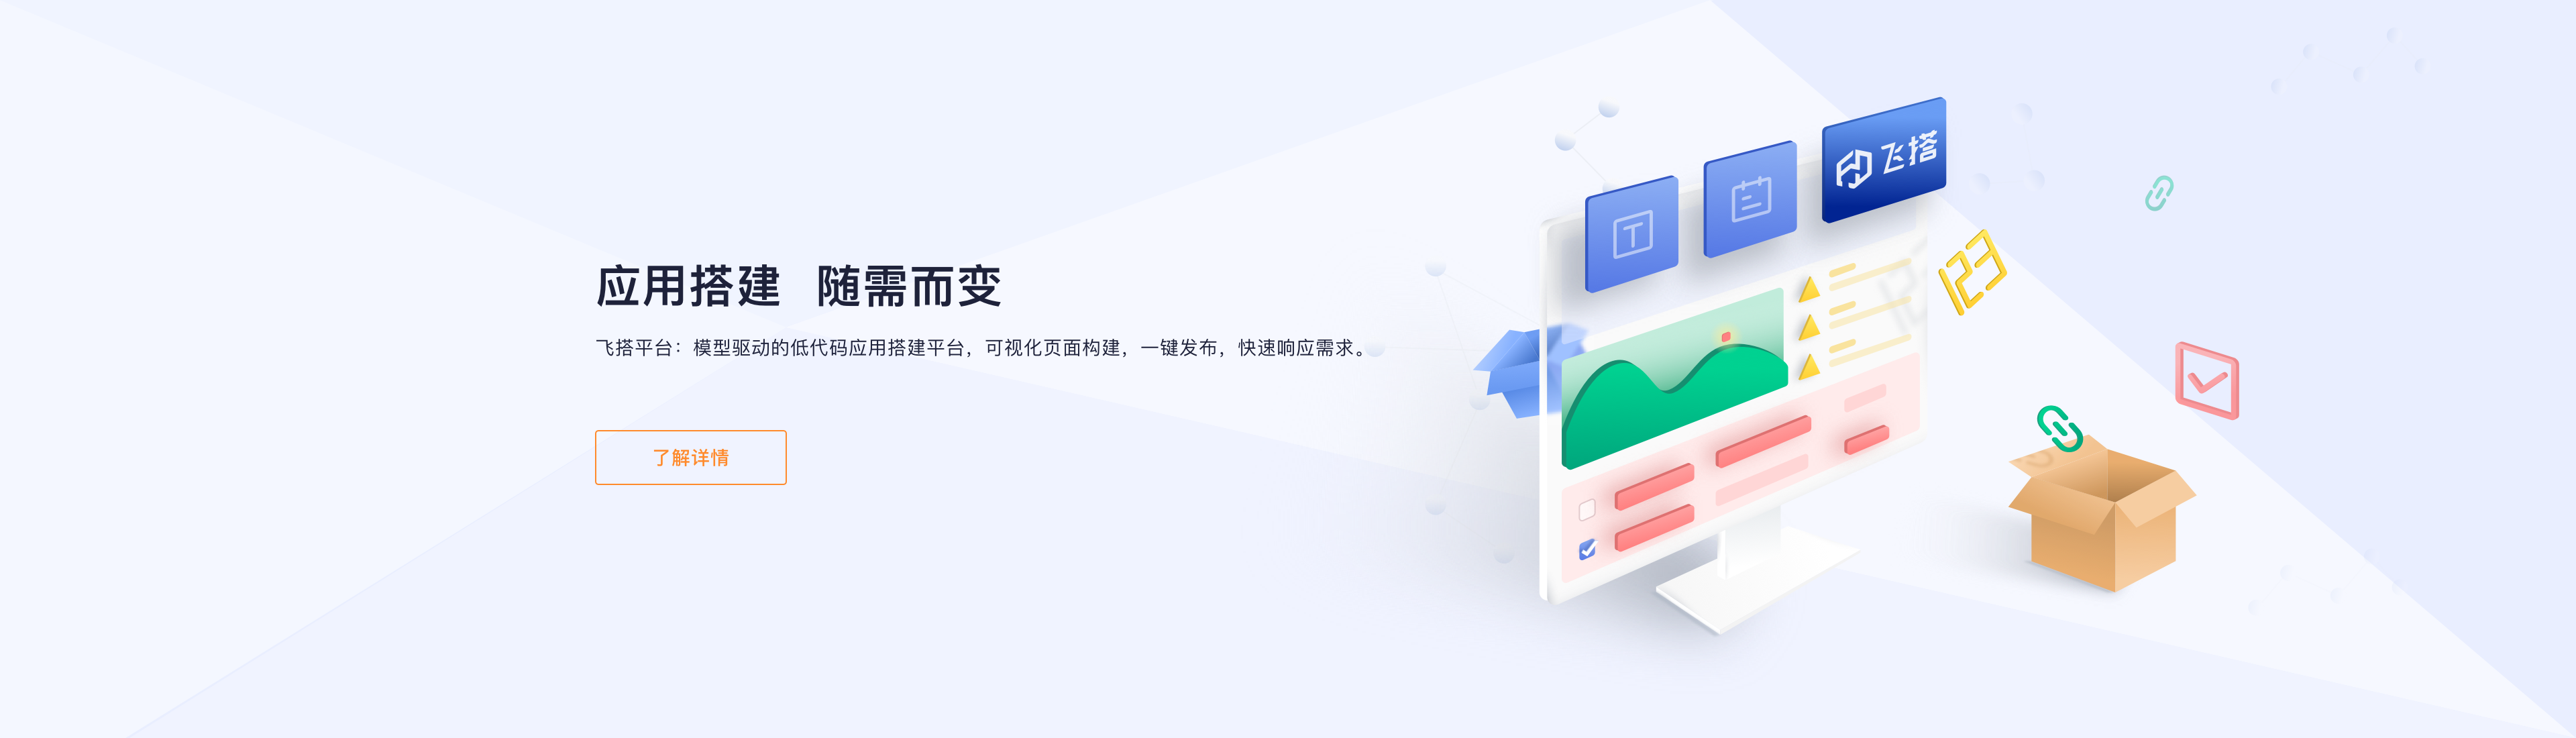 应用搭建 随需而变
飞搭平台：模型驱动的低代码应用搭建平台，可视化页面构建，一键发布，快速响应需求。
了解详情
飞搭
T
123